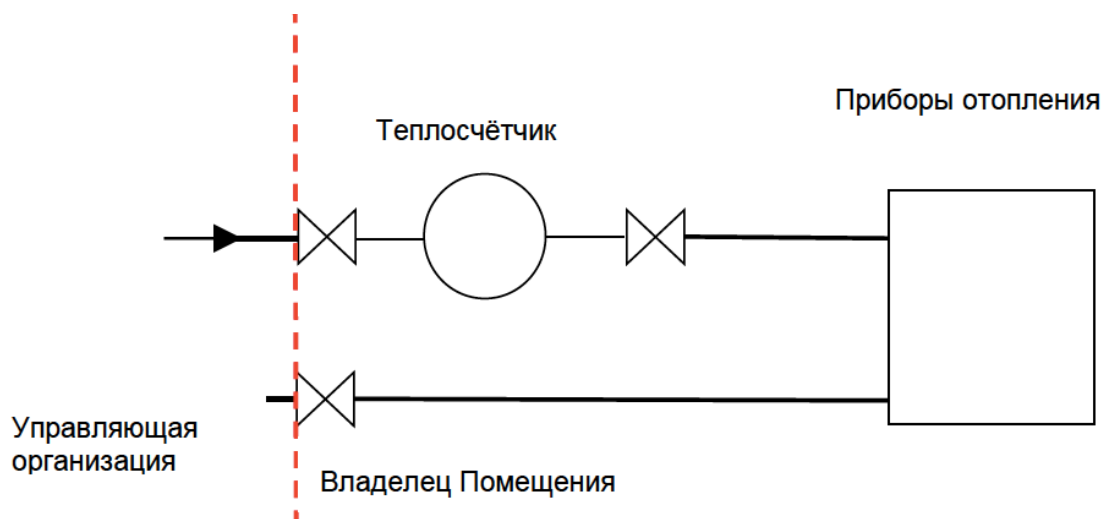 Приборы отопления
Теплосчётчик
Управляющая
организация
Владелец Помещения